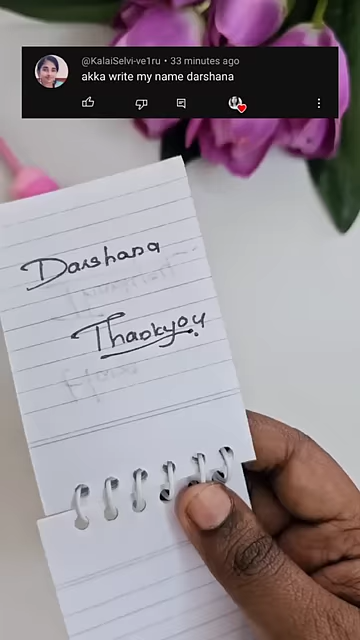 @KalaiSelvi-ve1ru • 33 minutes ago
akka write my name darshana
Darshana
Thankyou